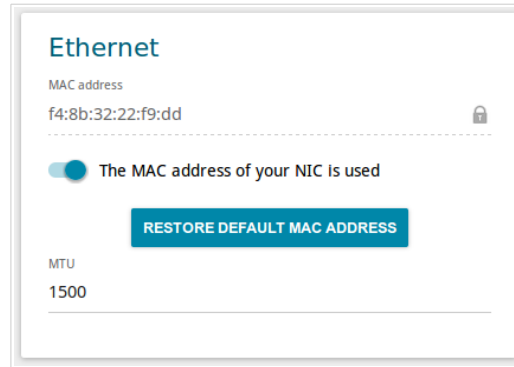 Ethernet
MAC address
f4:8b:32:22:f9:dd
The MAC address of your NIC is used
RESTORE DEFAULT MAC ADDRESS
MTU
1500